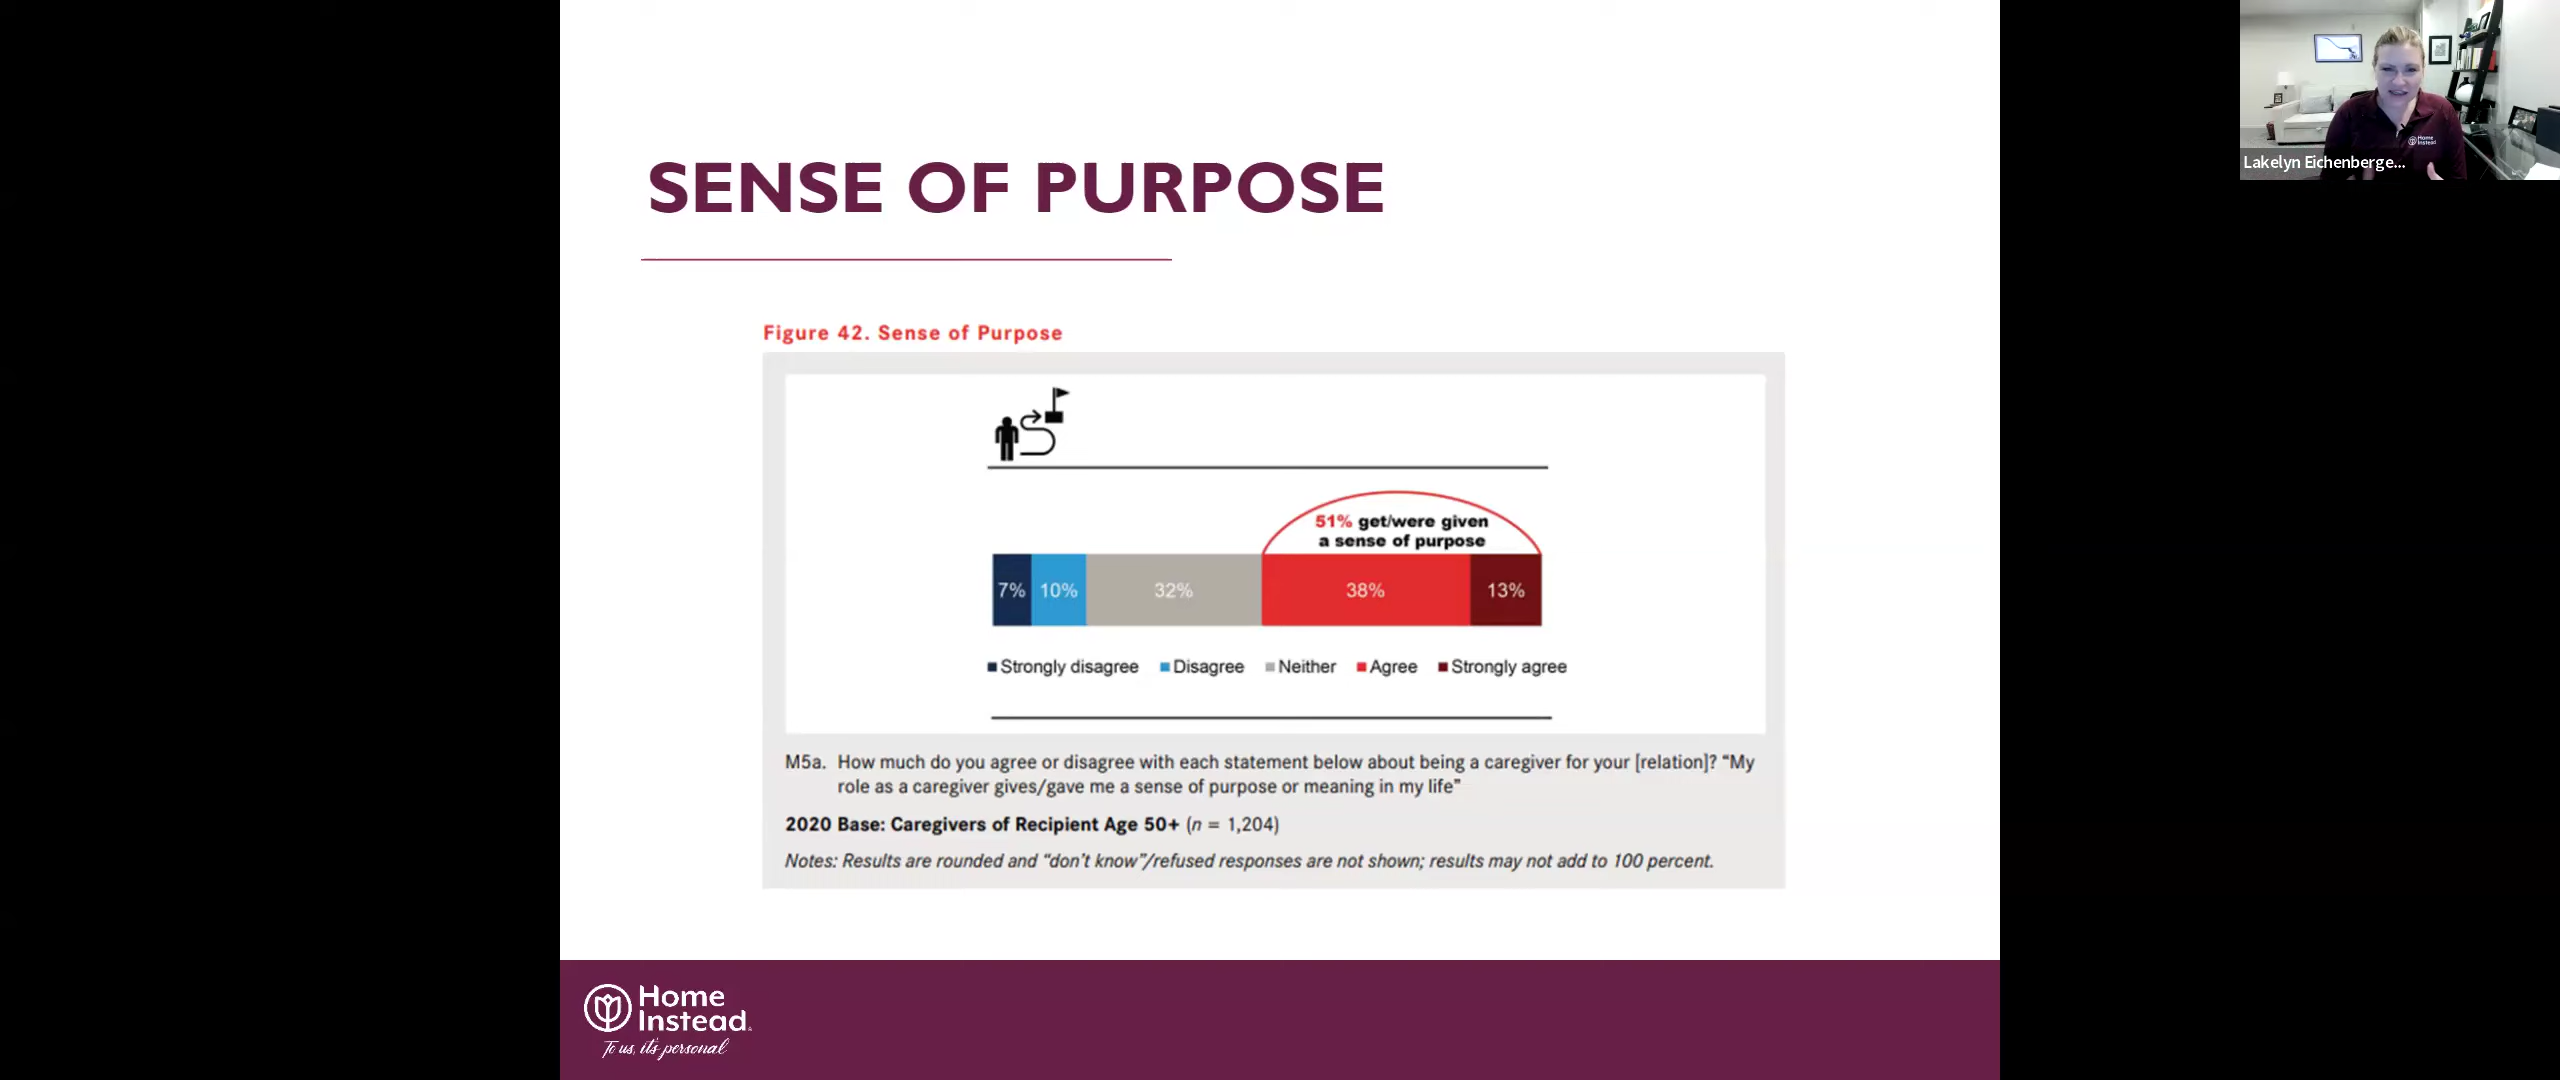 SENSE OF PURPOSE
Figure 42. Sense of Purpose
51% get/were given
a sense of purpose
7% 10% 32% 38% 13%
Strongly disagree Disagree Neither Agree Strongly agree
M5a. How much do you agree or disagree with each statement below about being a caregiver for your [relation]? “My
role as a caregiver gives/gave me a sense of purpose or meaning in my life”
2020 Base: Caregivers of Recipient Age 50+ (n = 1,204)
Notes: Results are rounded and “don’t know”/refused responses are not shown; results may not add to 100 percent.
Home
Instead
To us, it's personal
Home
Instead
Lakelyn Eichenberge...